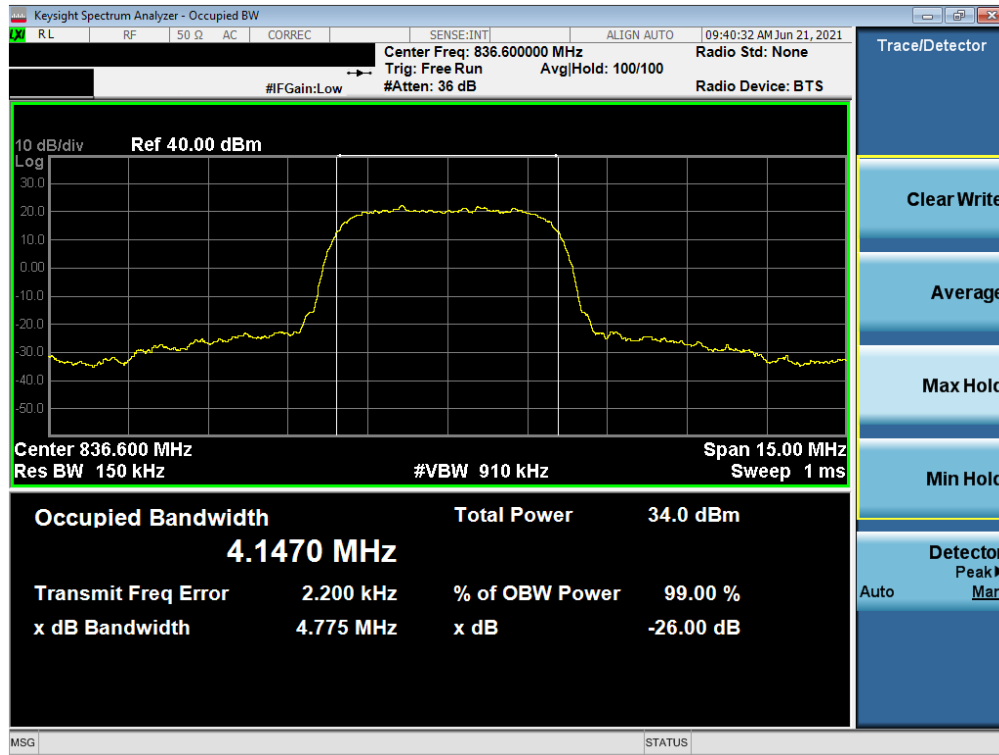 Keysight Spectrum Analyzer - Occupied BW
LXI RL RF 50 Ω AC CORREC SENSE:INT ALIGN AUTO 09:40:32 AM Jun 21, 2021
Center Freq: 836.600000 MHz Radio Std: None
Trig: Free Run Avg|Hold: 100/100
#IFGain:Low #Atten: 36 dB Radio Device: BTS
Trace/Detector
10 dB/div Ref 40.00 dBm
Log
30.0
20.0
10.0
0.00
-10.0
-20.0
-30.0
-40.0
-50.0
Center 836.600 MHz Span 15.00 MHz
Res BW 150 kHz #VBW 910 kHz Sweep 1 ms
Occupied Bandwidth Total Power 34.0 dBm
4.1470 MHz
Transmit Freq Error 2.200 kHz % of OBW Power 99.00 %
x dB Bandwidth 4.775 MHz x dB -26.00 dB
Clear Write
Average
Max Hold
Min Hold
Detector
Peak
Auto Man
MSG STATUS